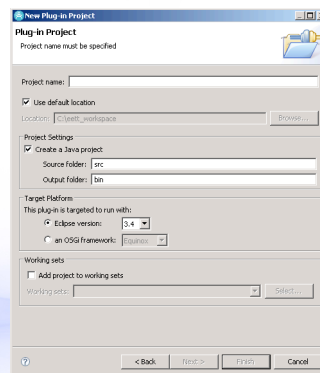 New Plug-in Project
Plug-in Project
Project name must be specified
Project name:
Use default location
Location: C:\eett_workspace Browse...
Project Settings
Create a Java project
Source folder: src
Output folder: bin
Target Platform
This plug-in is targeted to run with:
Eclipse version: 3.4
an OSGi framework: Equinox
Working sets
Add project to working sets
Working sets: Select...
? < Back Next > Finish Cancel